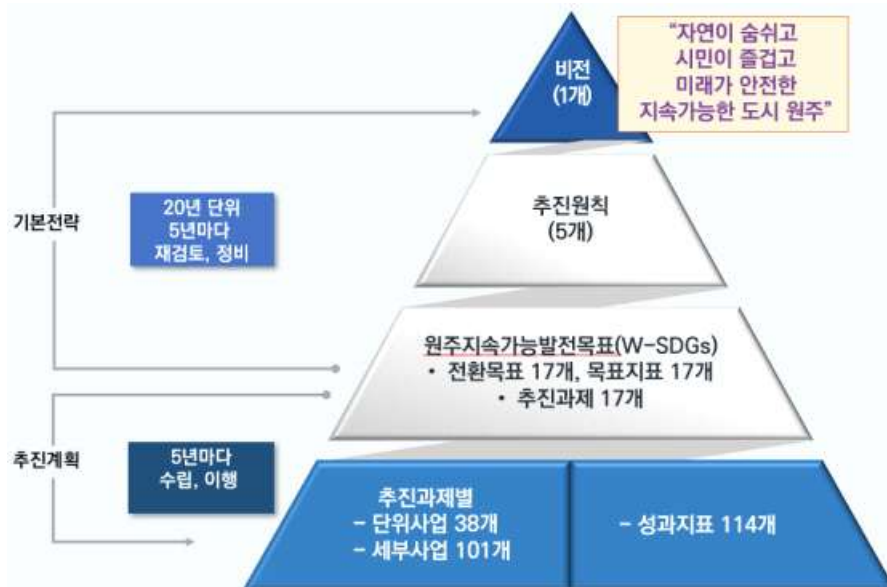 비전
(1개)
“자연이 숨쉬고
시민이 즐겁고
미래가 안전한
지속가능한 도시 원주”
추진원칙
(5개)
기본전략
20년 단위
5년마다
재검토, 정비
원주지속가능발전목표(W-SDGs)
• 전환목표 17개, 목표지표 17개
• 추진과제 17개
추진계획
5년마다
수립, 이행
추진과제별
– 단위사업 38개
– 세부사업 101개
– 성과지표 114개